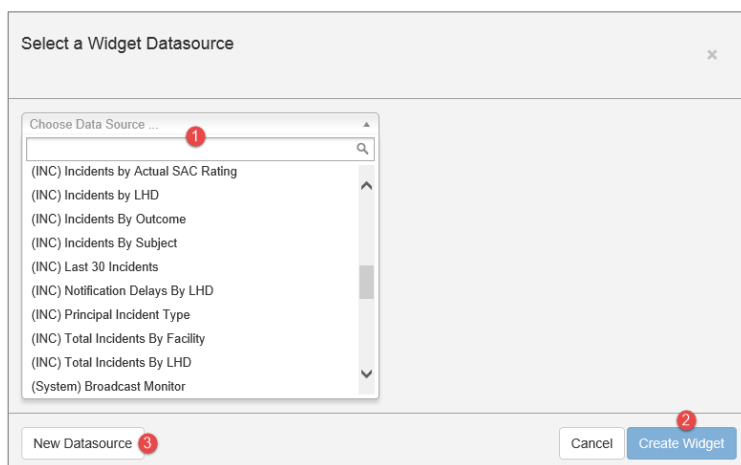 Select a Widget Datasource
×
Choose Data Source ...
1
(INC) Incidents by Actual SAC Rating
(INC) Incidents by LHD
(INC) Incidents By Outcome
(INC) Incidents By Subject
(INC) Last 30 Incidents
(INC) Notification Delays By LHD
(INC) Principal Incident Type
(INC) Total Incidents By Facility
(INC) Total Incidents By LHD
(System) Broadcast Monitor
2
New Datasource 3 Cancel Create Widget